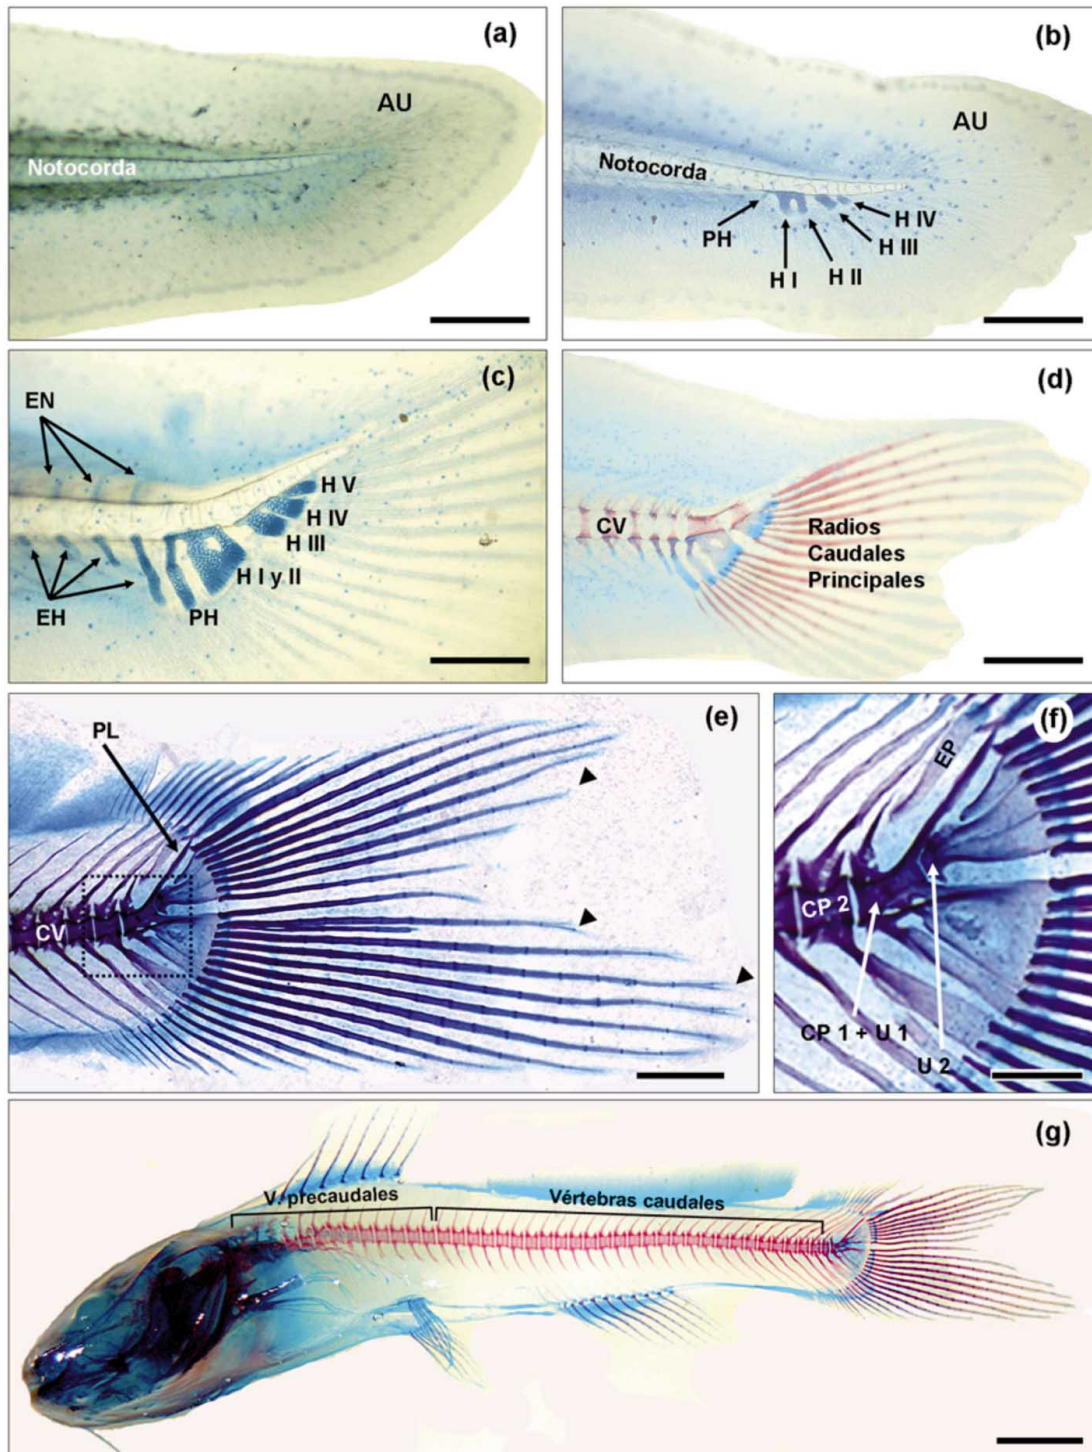 (a)
AU
Notocorda
(b)
AU
Notocorda
PH
H I
H II
H III
H IV
(c)
EN
H V
H IV
H III
H I y II
PH
EH
(d)
CV
Radios
Caudales
Principales
(e)
PL
CV
(f)
EP
CP 2
CP 1 + U 1
U 2
(g)
V. precaudales
Vértebras caudales